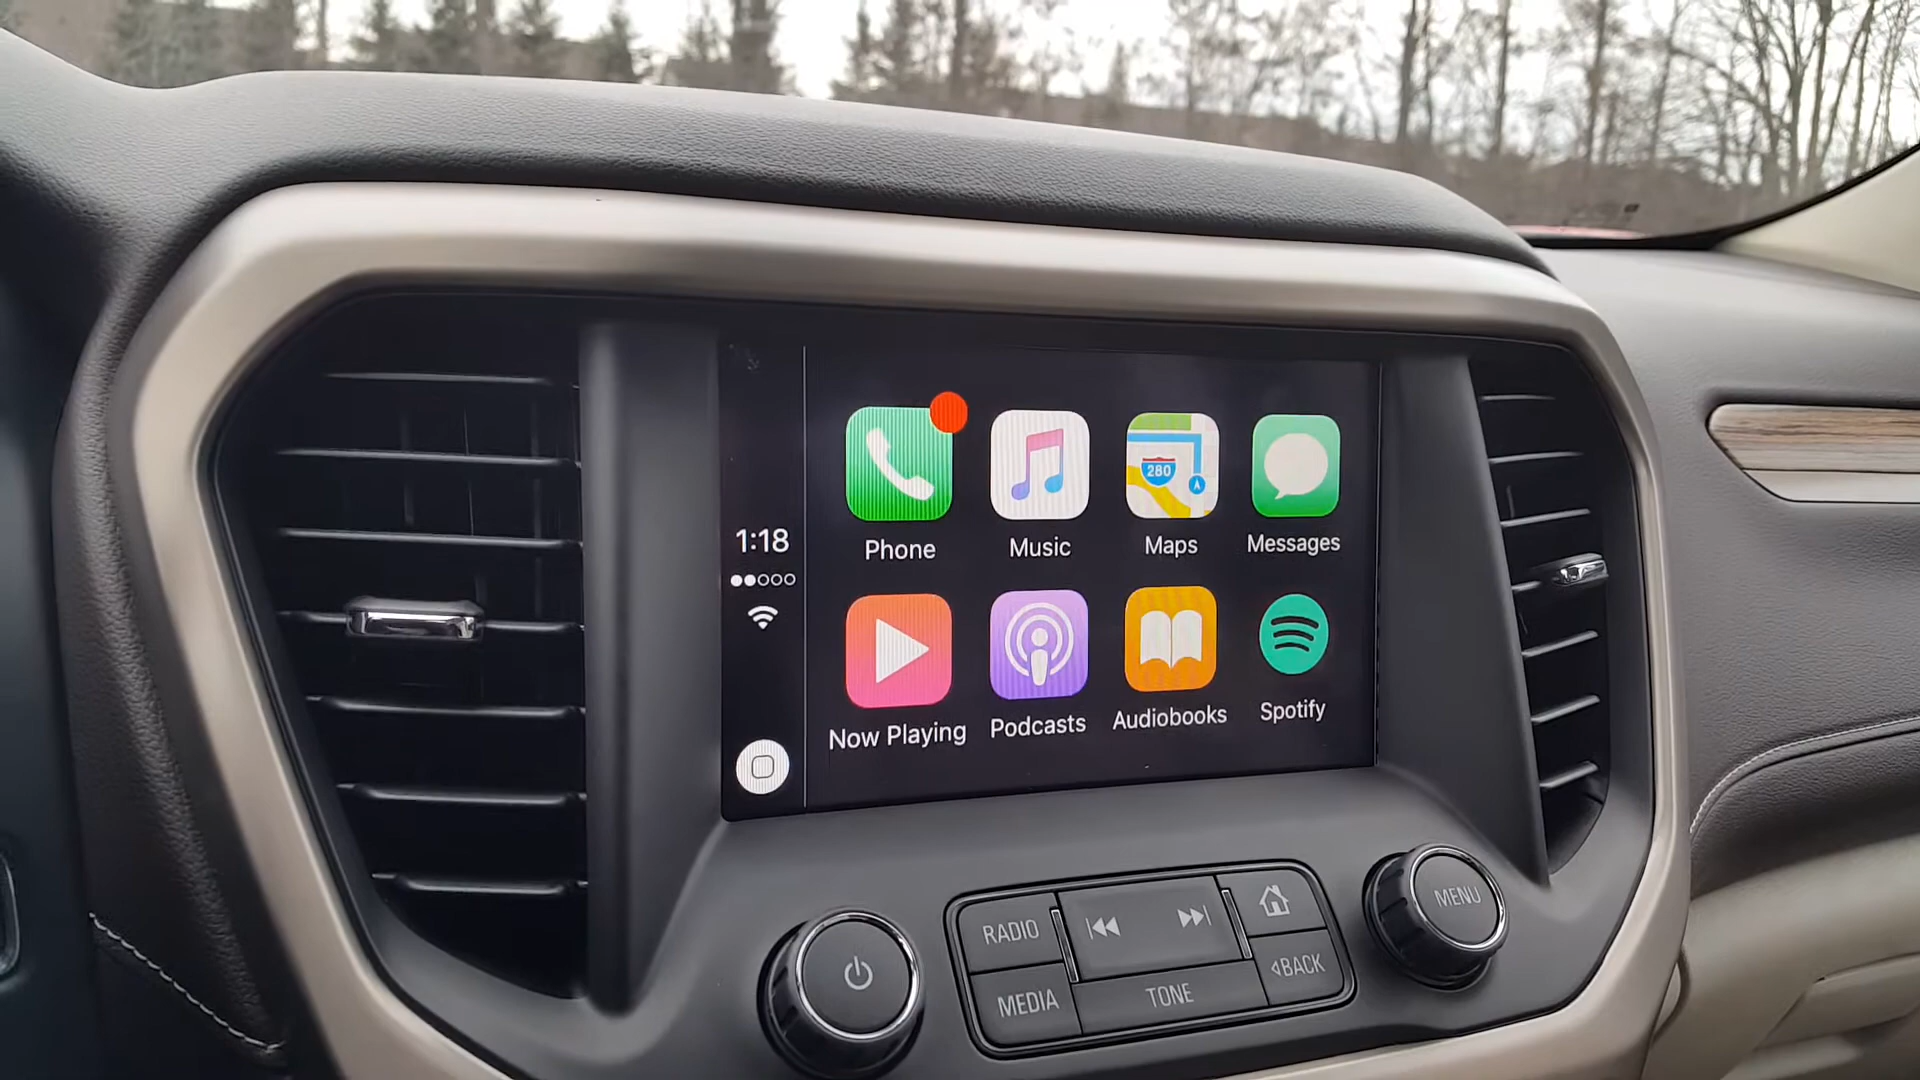 1:18
Phone
Music
280
Maps
Messages
Now Playing
Podcasts
Audiobooks
Spotify
RADIO
MEDIA
TONE
BACK
MENU